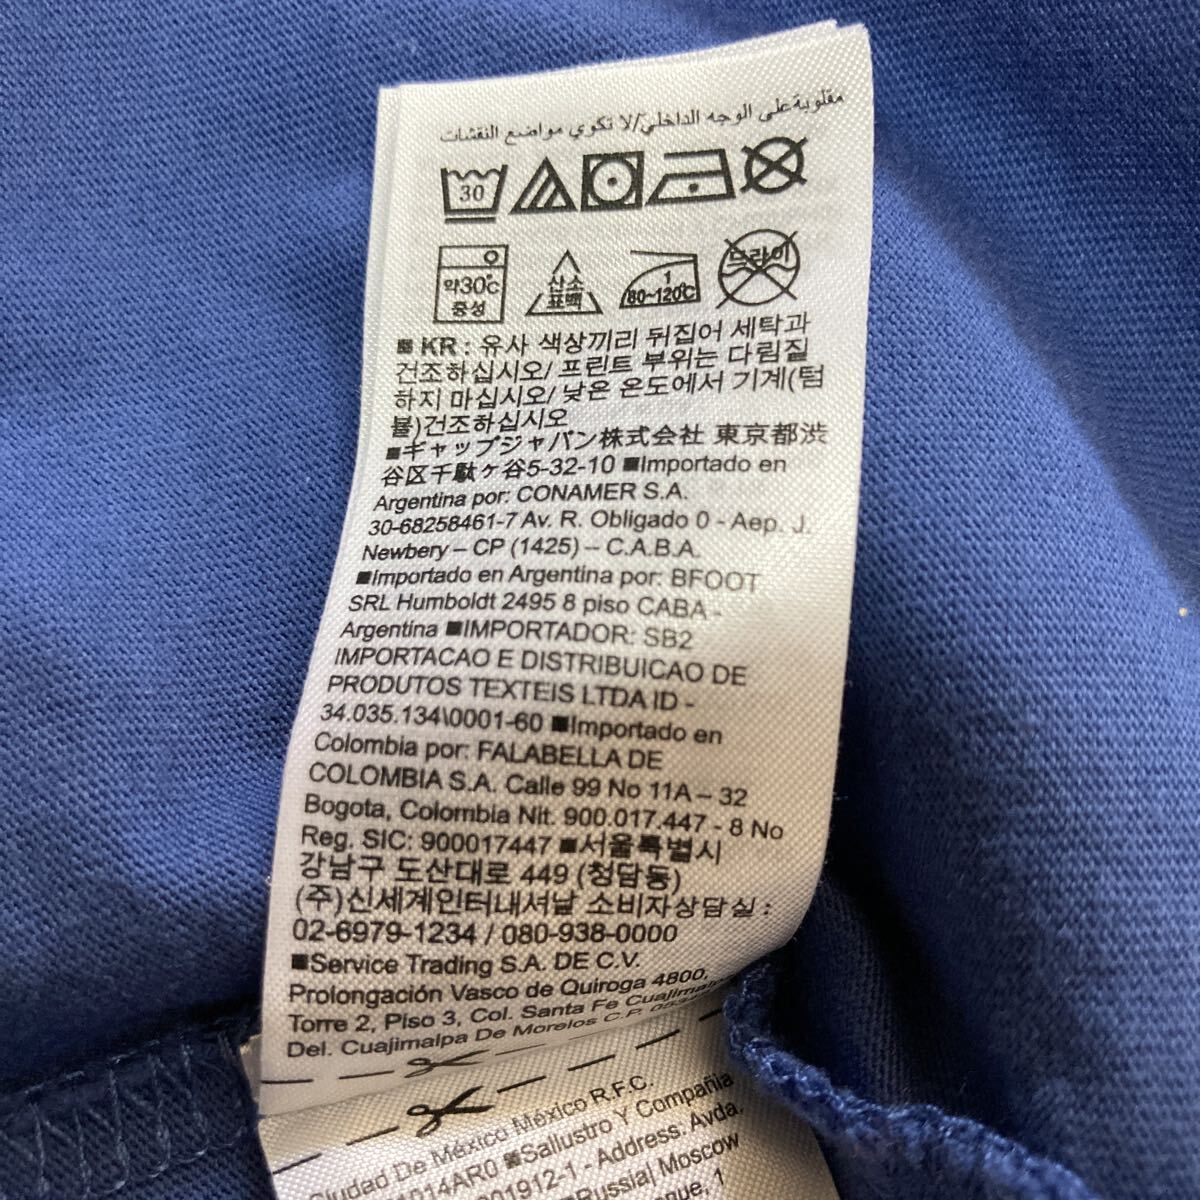 مقلوبة على الوجه الداخلي/لا تكوي مواضع النقشات
30
약30℃
중성
산소
표백
1
80~120℃
드라이
■ KR : 유사 색상끼리 뒤집어 세탁과
건조하십시오/ 프린트 부위는 다림질
하지 마십시오/ 낮은 온도에서 기계(텀
블)건조하십시오
■ギャップジャパン株式会社 東京都渋
谷区千駄ヶ谷5-32-10 ■Importado en
Argentina por: CONAMER S.A.
30-68258461-7 Av. R. Obligado 0 - Aep. J.
Newbery – CP (1425) – C.A.B.A.
■Importado en Argentina por: BFOOT
SRL Humboldt 2495 8 piso CABA -
Argentina ■IMPORTADOR: SB2
IMPORTACAO E DISTRIBUICAO DE
PRODUTOS TEXTEIS LTDA ID -
34.035.134\0001-60 ■Importado en
Colombia por: FALABELLA DE
COLOMBIA S.A. Calle 99 No 11A – 32
Bogota, Colombia Nit. 900.017.447 - 8 No
Reg. SIC: 900017447 ■서울특별시
강남구 도산대로 449 (청담동)
(주)신세계인터내셔날 소비자상담실 :
02-6979-1234 / 080-938-0000
■Service Trading S.A. DE C.V.
Prolongación Vasco de Quiroga 4800,
Torre 2, Piso 3, Col. Santa Fe Cuajimalpa
Del. Cuajimalpa De Morelos C.P.
Ciudad De México México R.F.C.
014AR0 ■Sallustro Y Compañia
001912-1 - Address. Avda.
■Russia| Moscow
1